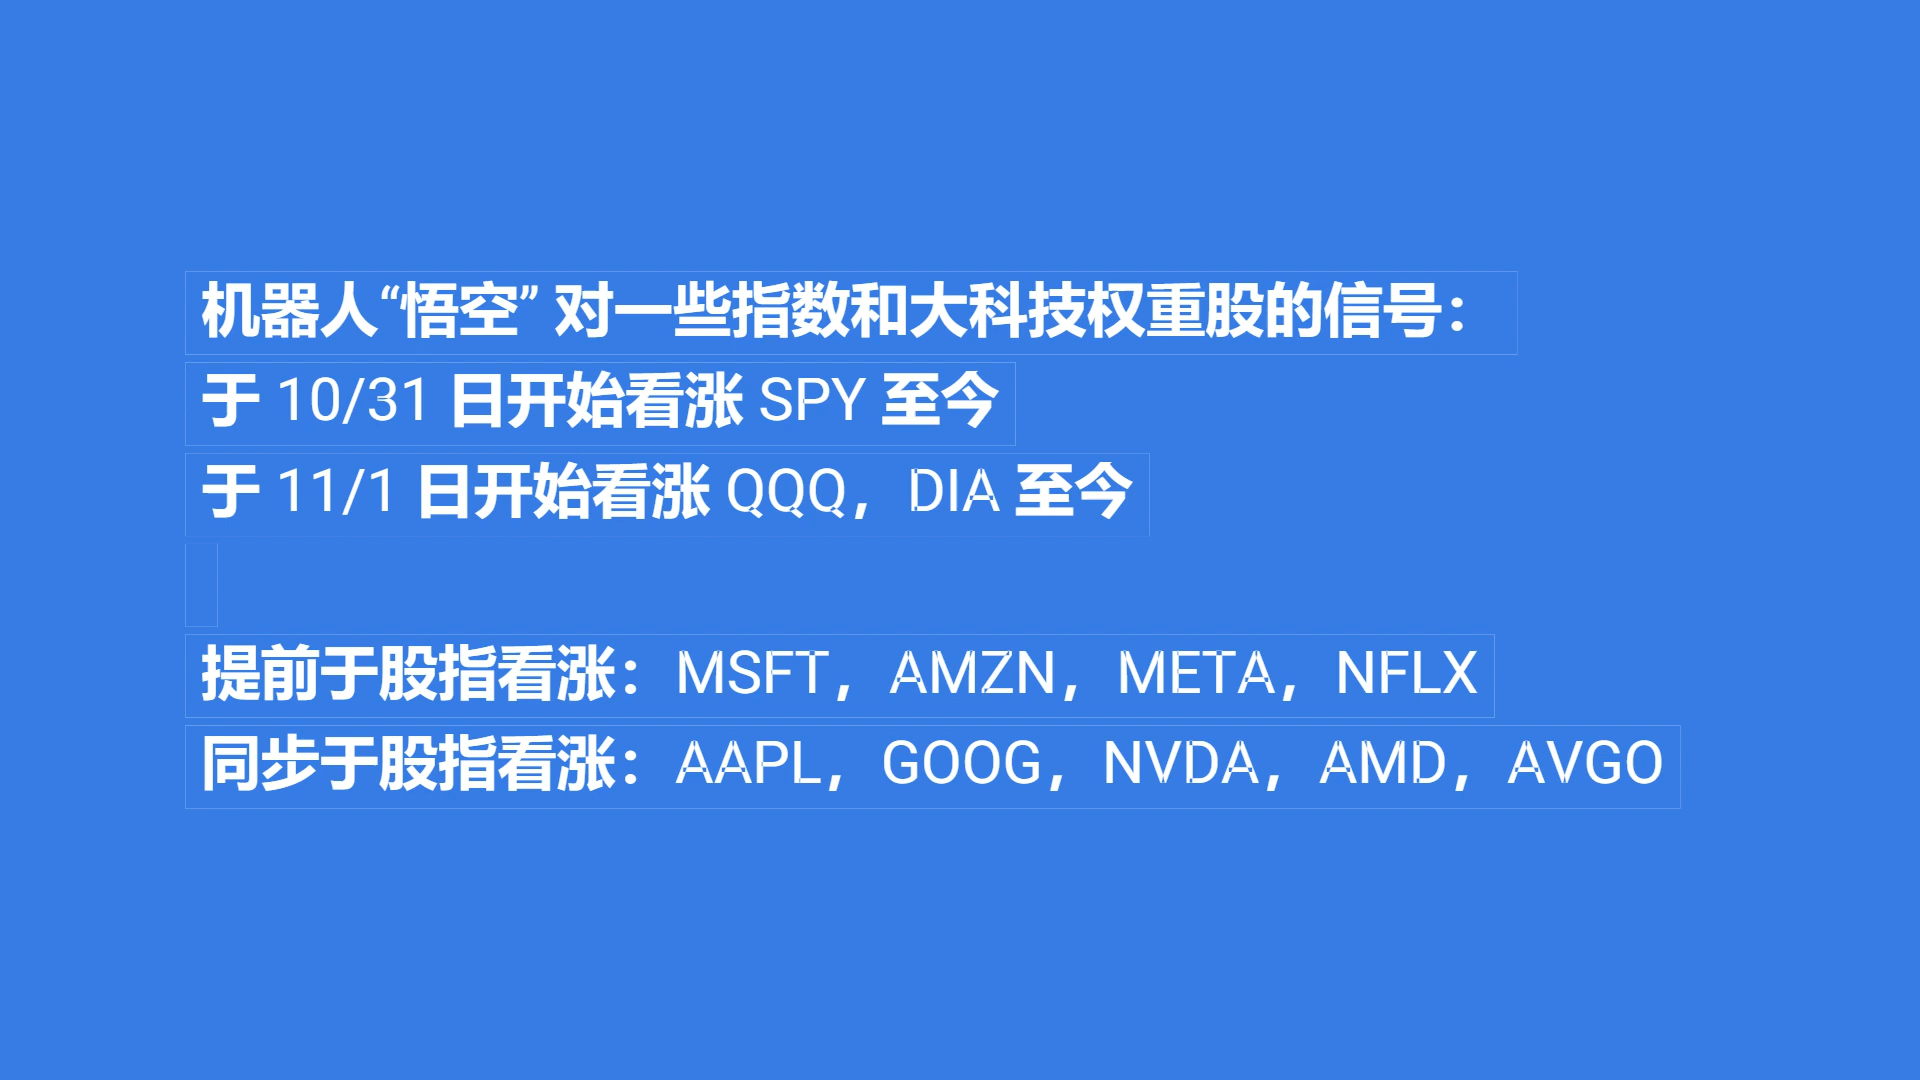 机器人“悟空” 对一些指数和大科技权重股的信号：
于 10/31 日开始看涨 SPY 至今
于 11/1 日开始看涨 QQQ，DIA 至今
提前于股指看涨：MSFT，AMZN，META，NFLX
同步于股指看涨：AAPL，GOOG，NVDA，AMD，AVGO